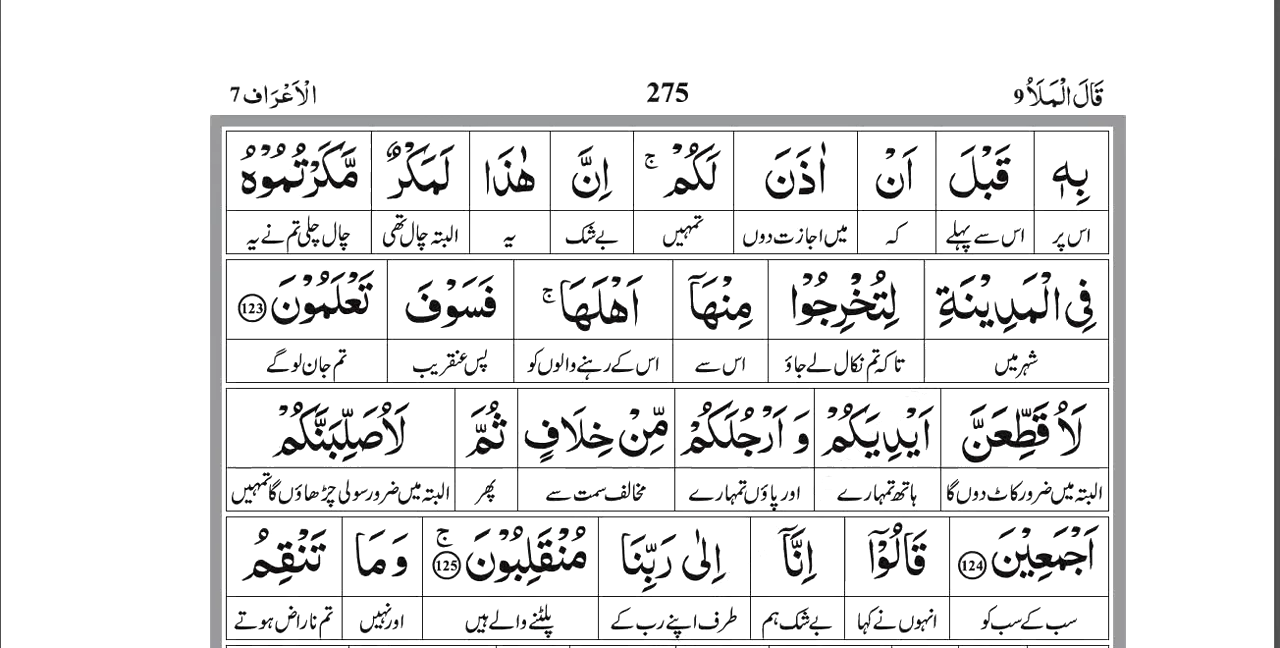 قَالَ الْمَلَاُ 9 275 الْاَعْرَاف 7
بِهٖ قَبْلَ اَنْ اٰذَنَ لَكُمْ ۚ اِنَّ هٰذَا لَمَكْرٌ مَّكَرْتُمُوْهُ
اس پر اس سے پہلے کہ میں اجازت دوں تمہیں بے شک یہ البتہ چال تھی چال چلی تم نے یہ
فِی الْمَدِیْنَةِ لِتُخْرِجُوْا مِنْهَاۤ اَهْلَهَا ۚ فَسَوْفَ تَعْلَمُوْنَ 123
شہر میں تاکہ تم نکال لے جاؤ اس سے اس کے رہنے والوں کو پس عنقریب تم جان لو گے
لَاُ قَطِّعَنَّ اَیْدِیَكُمْ وَ اَرْجُلَكُمْ مِّنْ خِلَافٍ ثُمَّ لَاُصَلِّبَنَّكُمْ
البتہ میں ضرور کاٹ دوں گا ہاتھ تمہارے اور پاؤں تمہارے مخالف سمت سے پھر البتہ میں ضرور سولی چڑھاؤں گا تمہیں
اَجْمَعِیْنَ 124 قَالُوْۤا اِنَّاۤ اِلٰی رَبِّنَا مُنْقَلِبُوْنَ ۚ 125 وَ مَا تَنْقِمُ
سب کے سب کو انہوں نے کہا بے شک ہم طرف اپنے رب کے پلٹنے والے ہیں اور نہیں تم ناراض ہوتے